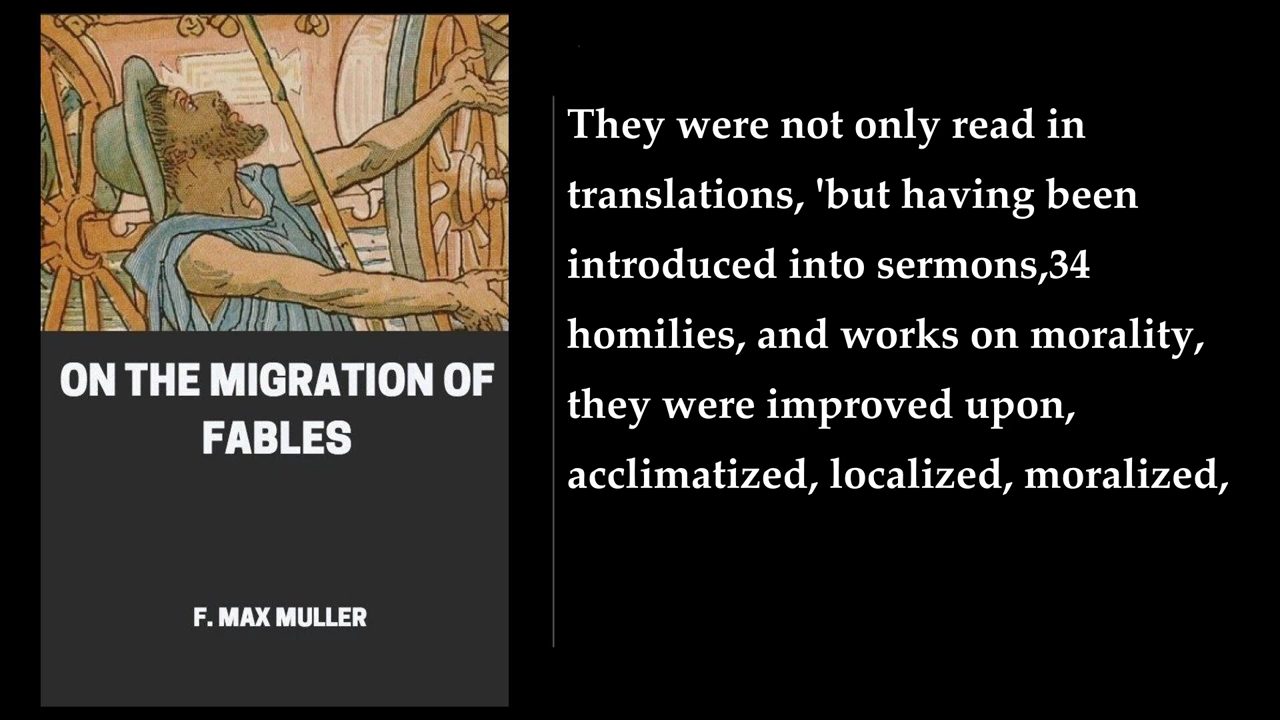 ON THE MIGRATION OF
FABLES
F. MAX MULLER
They were not only read in
translations, 'but having been
introduced into sermons,34
homilies, and works on morality,
they were improved upon,
acclimatized, localized, moralized,